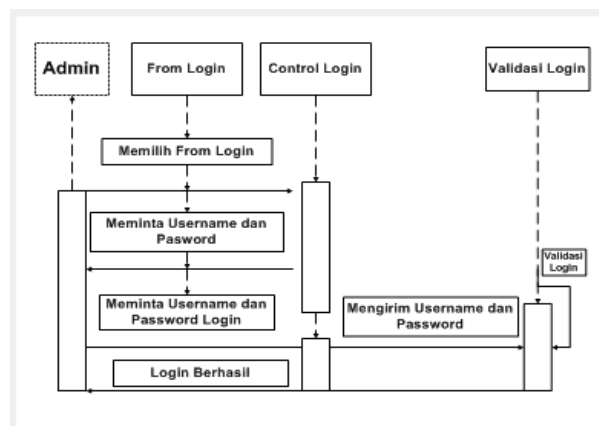 Admin
From Login
Control Login
Validasi Login
Memilih From Login
Meminta Username dan
Pasword
Validasi
Login
Meminta Username dan
Password Login
Mengirim Username dan
Password
Login Berhasil